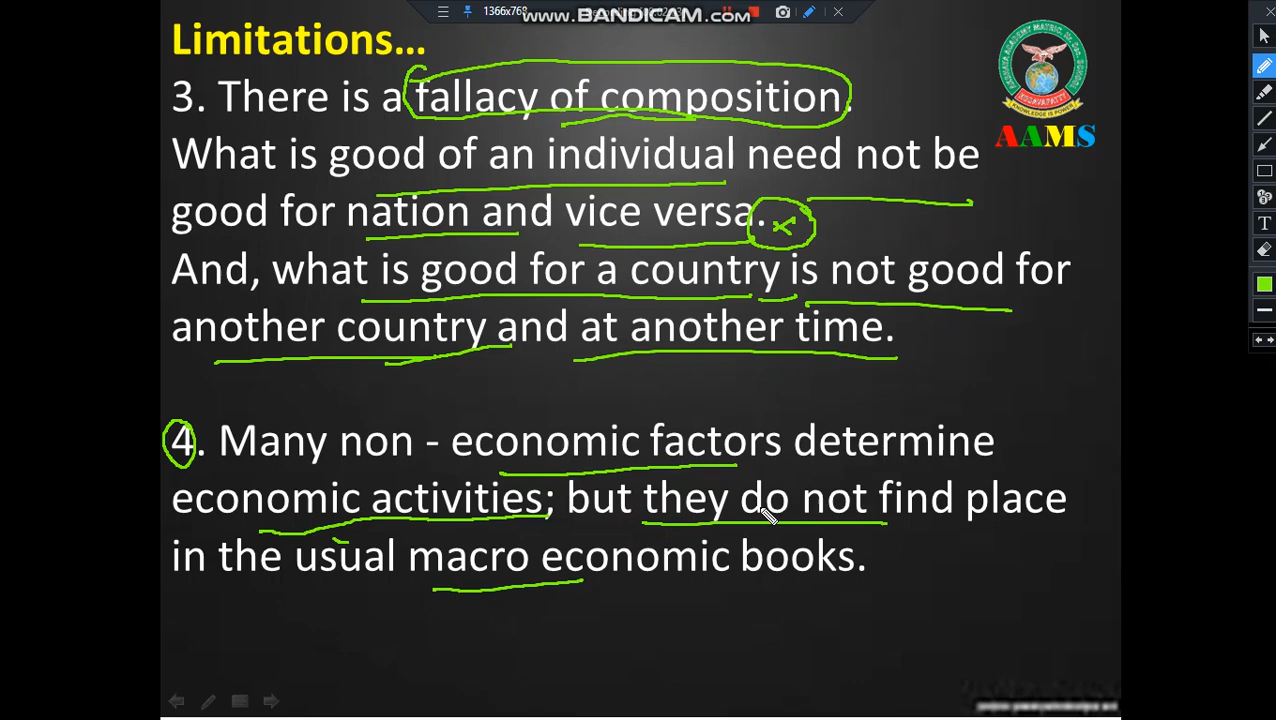 1366x768
www.BANDICAM.com
Limitations...
3. There is a fallacy of composition.
What is good of an individual need not be
good for nation and vice versa.
And, what is good for a country is not good for
another country and at another time.
4. Many non - economic factors determine
economic activities; but they do not find place
in the usual macro economic books.
AAMS